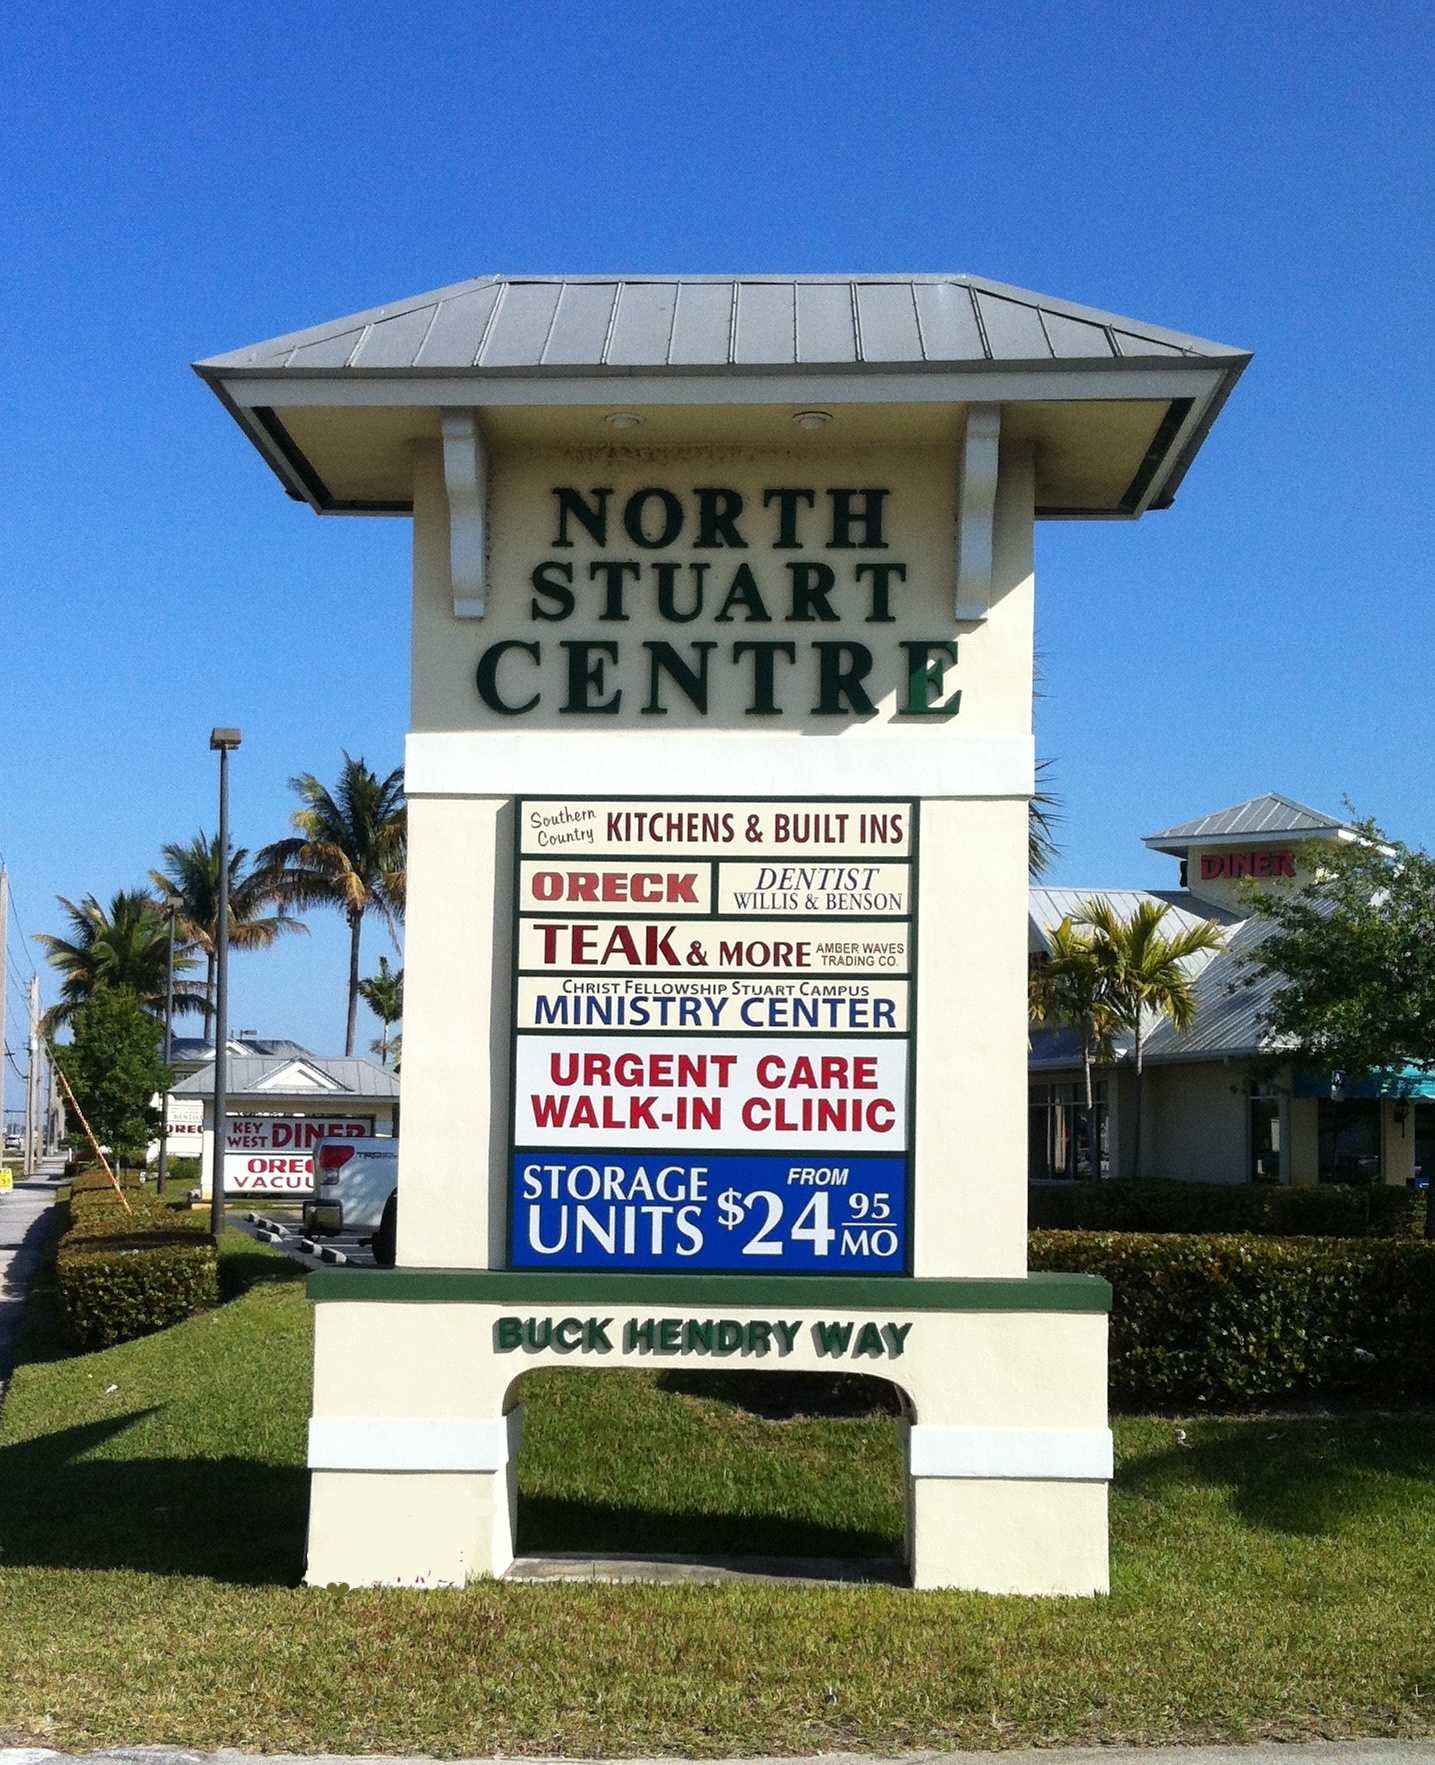 NORTH
STUART
CENTRE
Southern
Country
KITCHENS & BUILT INS
ORECK
DENTIST
WILLIS & BENSON
TEAK & MORE
AMBER WAVES
TRADING CO.
CHRIST FELLOWSHIP STUART CAMPUS
MINISTRY CENTER
URGENT CARE
WALK-IN CLINIC
STORAGE
UNITS
FROM
$24 95
MO
BUCK HENDRY WAY
DINER
KEY
WEST DINER
OREC
VACUU